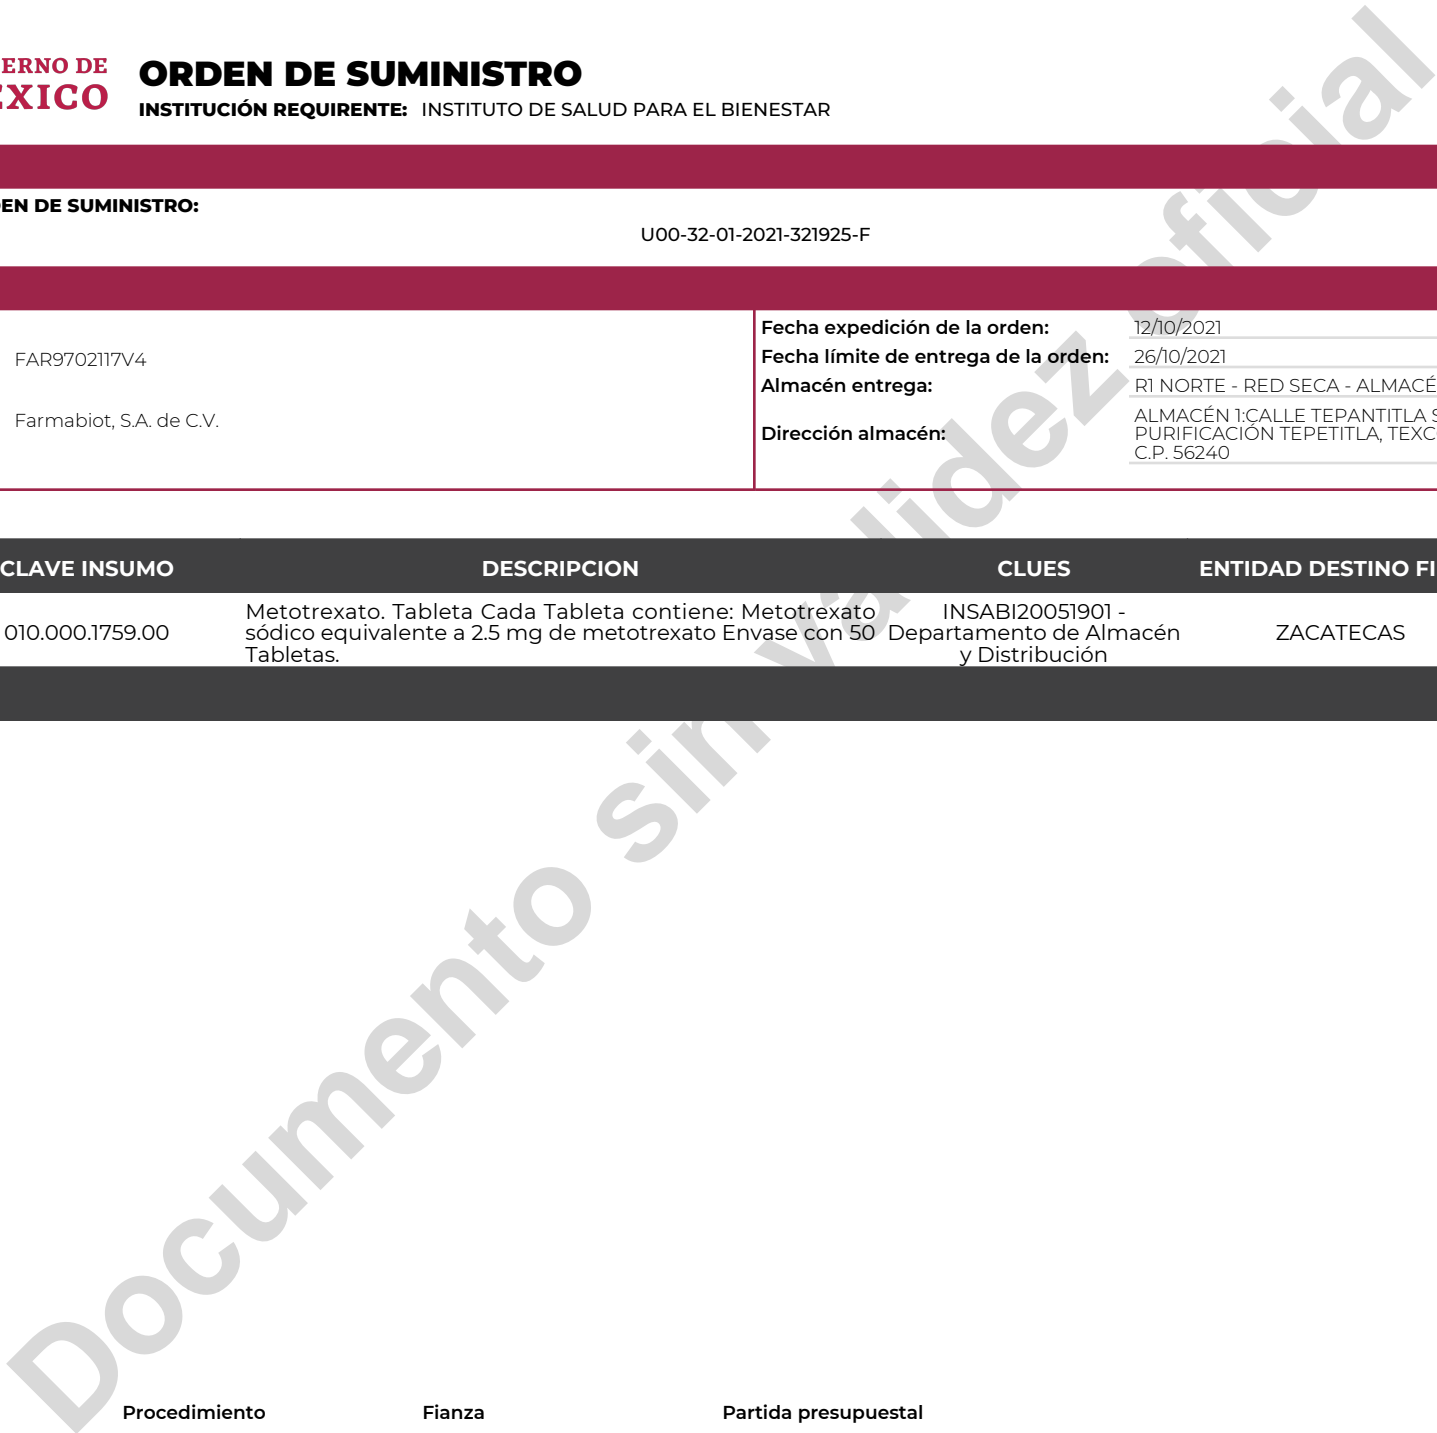 ERNO DE
EXICO
ORDEN DE SUMINISTRO
INSTITUCIÓN REQUIRENTE: INSTITUTO DE SALUD PARA EL BIENESTAR
EN DE SUMINISTRO:
U00-32-01-2021-321925-F
FAR9702117V4
Farmabiot, S.A. de C.V.
Fecha expedición de la orden: 12/10/2021
Fecha límite de entrega de la orden: 26/10/2021
Almacén entrega: R1 NORTE - RED SECA - ALMACÉ
Dirección almacén: ALMACÉN 1:CALLE TEPANTITLA S
PURIFICACIÓN TEPETITLA, TEXC
C.P. 56240
CLAVE INSUMO DESCRIPCION CLUES ENTIDAD DESTINO FI
010.000.1759.00
Metotrexato. Tableta Cada Tableta contiene: Metotrexato
sódico equivalente a 2.5 mg de metotrexato Envase con 50
Tabletas.
INSABI20051901 -
Departamento de Almacén
y Distribución
ZACATECAS
Procedimiento Fianza Partida presupuestal
Documento sin validez oficial